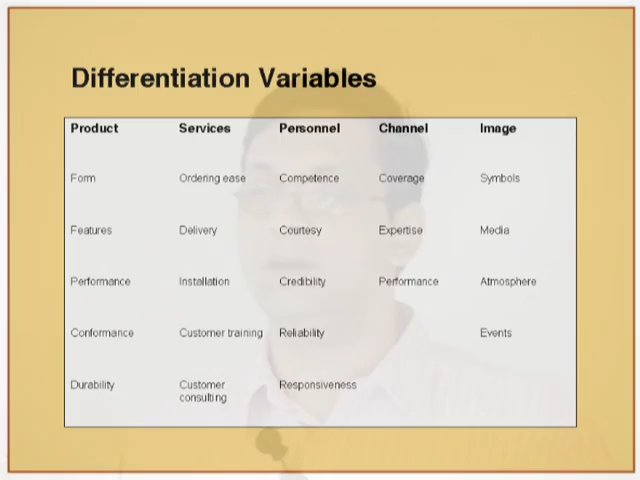 Differentiation Variables
Product Services Personnel Channel Image
Form Ordering ease Competence Coverage Symbols
Features Delivery Courtesy Expertise Media
Performance Installation Credibility Performance Atmosphere
Conformance Customer training Reliability Events
Durability Customer consulting Responsiveness